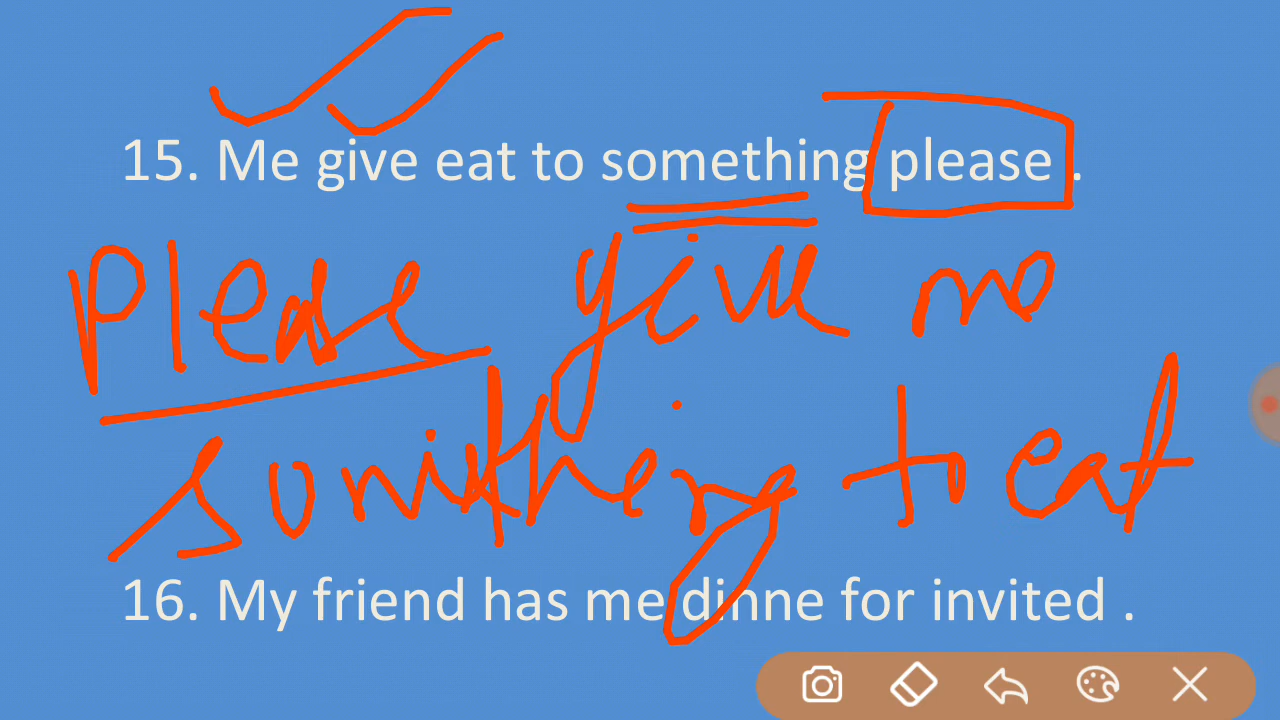 15. Me give eat to something please .
Please give me
something to eat
16. My friend has me dinne for invited .